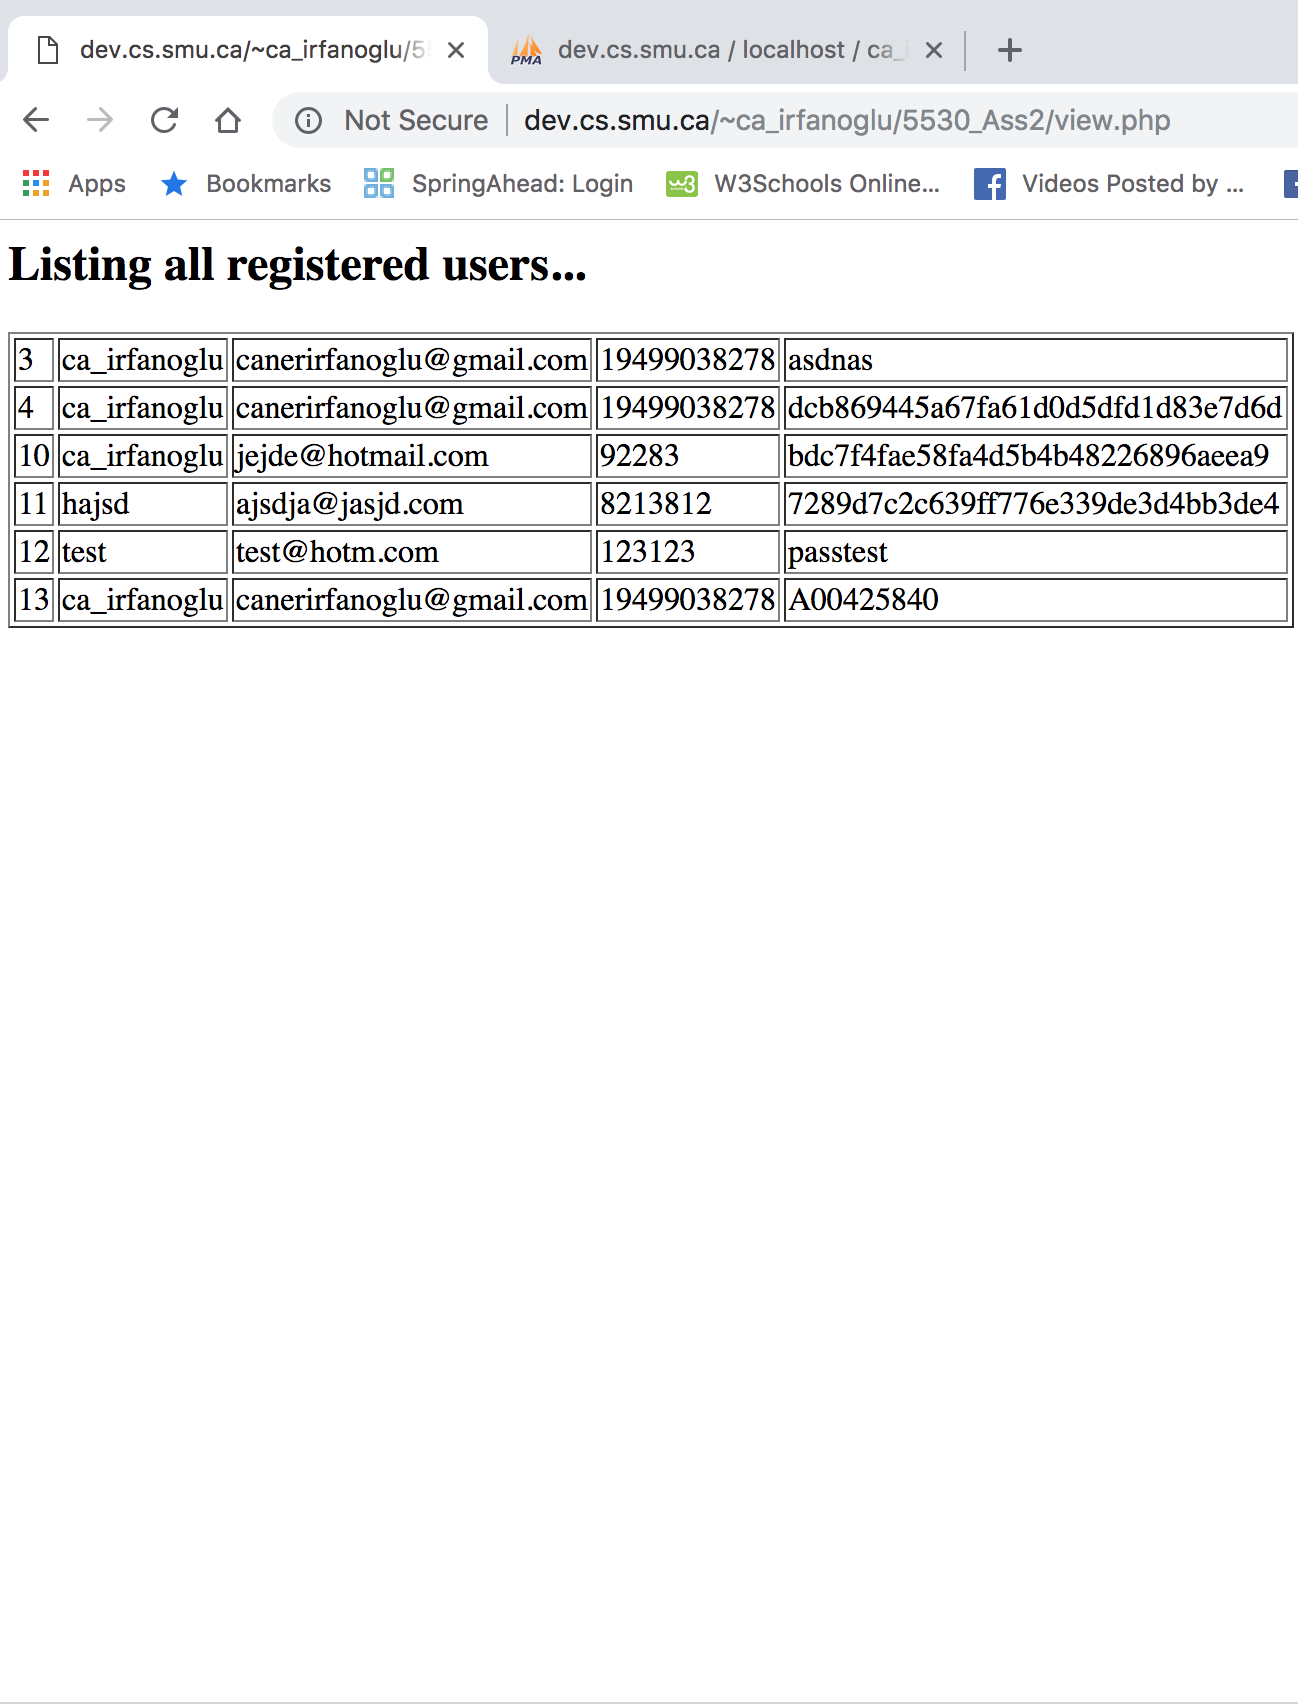 dev.cs.smu.ca/~ca_irfanoglu/5
PMA dev.cs.smu.ca / localhost / ca_
Not Secure dev.cs.smu.ca/~ca_irfanoglu/5530_Ass2/view.php
Apps Bookmarks SpringAhead: Login w3 W3Schools Online... f Videos Posted by ...
Listing all registered users...
3 ca_irfanoglu canerirfanoglu@gmail.com 19499038278 asdnas
4 ca_irfanoglu canerirfanoglu@gmail.com 19499038278 dcb869445a67fa61d0d5dfd1d83e7d6d
10 ca_irfanoglu jejde@hotmail.com 92283 bdc7f4fae58fa4d5b4b48226896aeea9
11 hajsd ajsdja@jasjd.com 8213812 7289d7c2c639ff776e339de3d4bb3de4
12 test test@hotm.com 123123 passtest
13 ca_irfanoglu canerirfanoglu@gmail.com 19499038278 A00425840